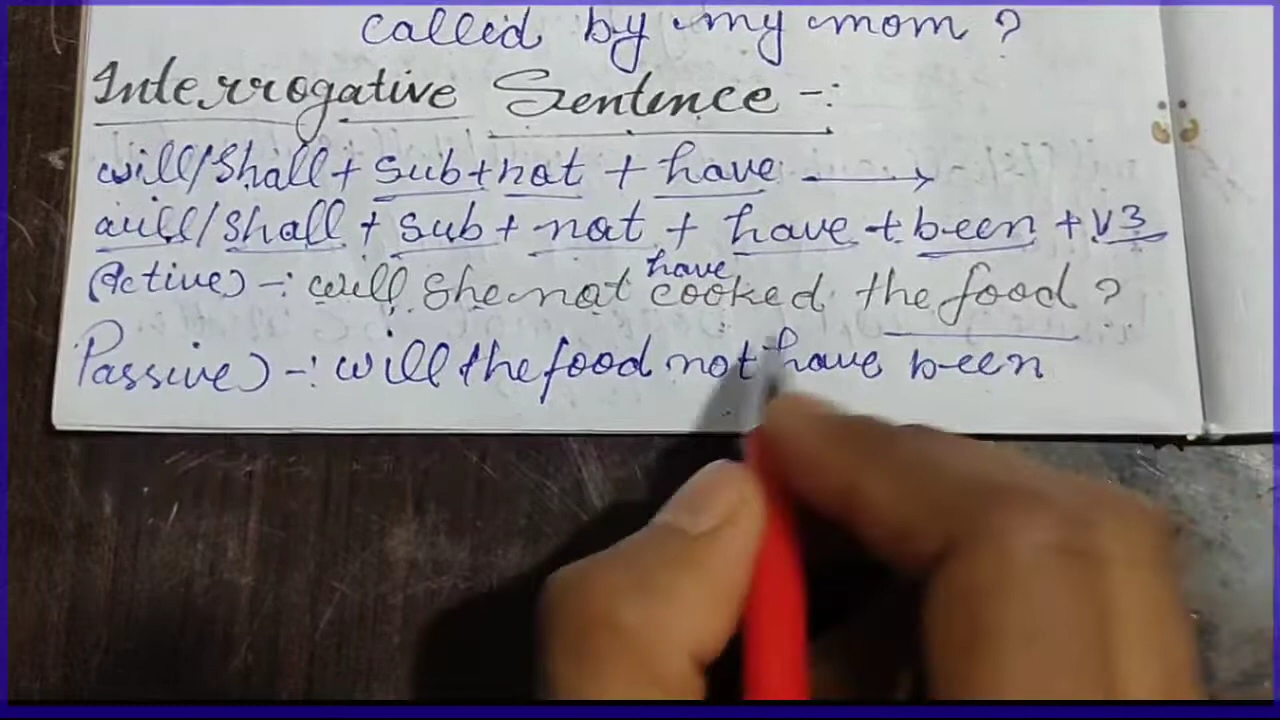 called by my mom ?
Interrogative Sentence -:
will/Shall + sub + not + have ⟶
will/shall + sub + not + have + been + V3
(Active) -: will she not have cooked the food ?
Passive) -: will the food not have been